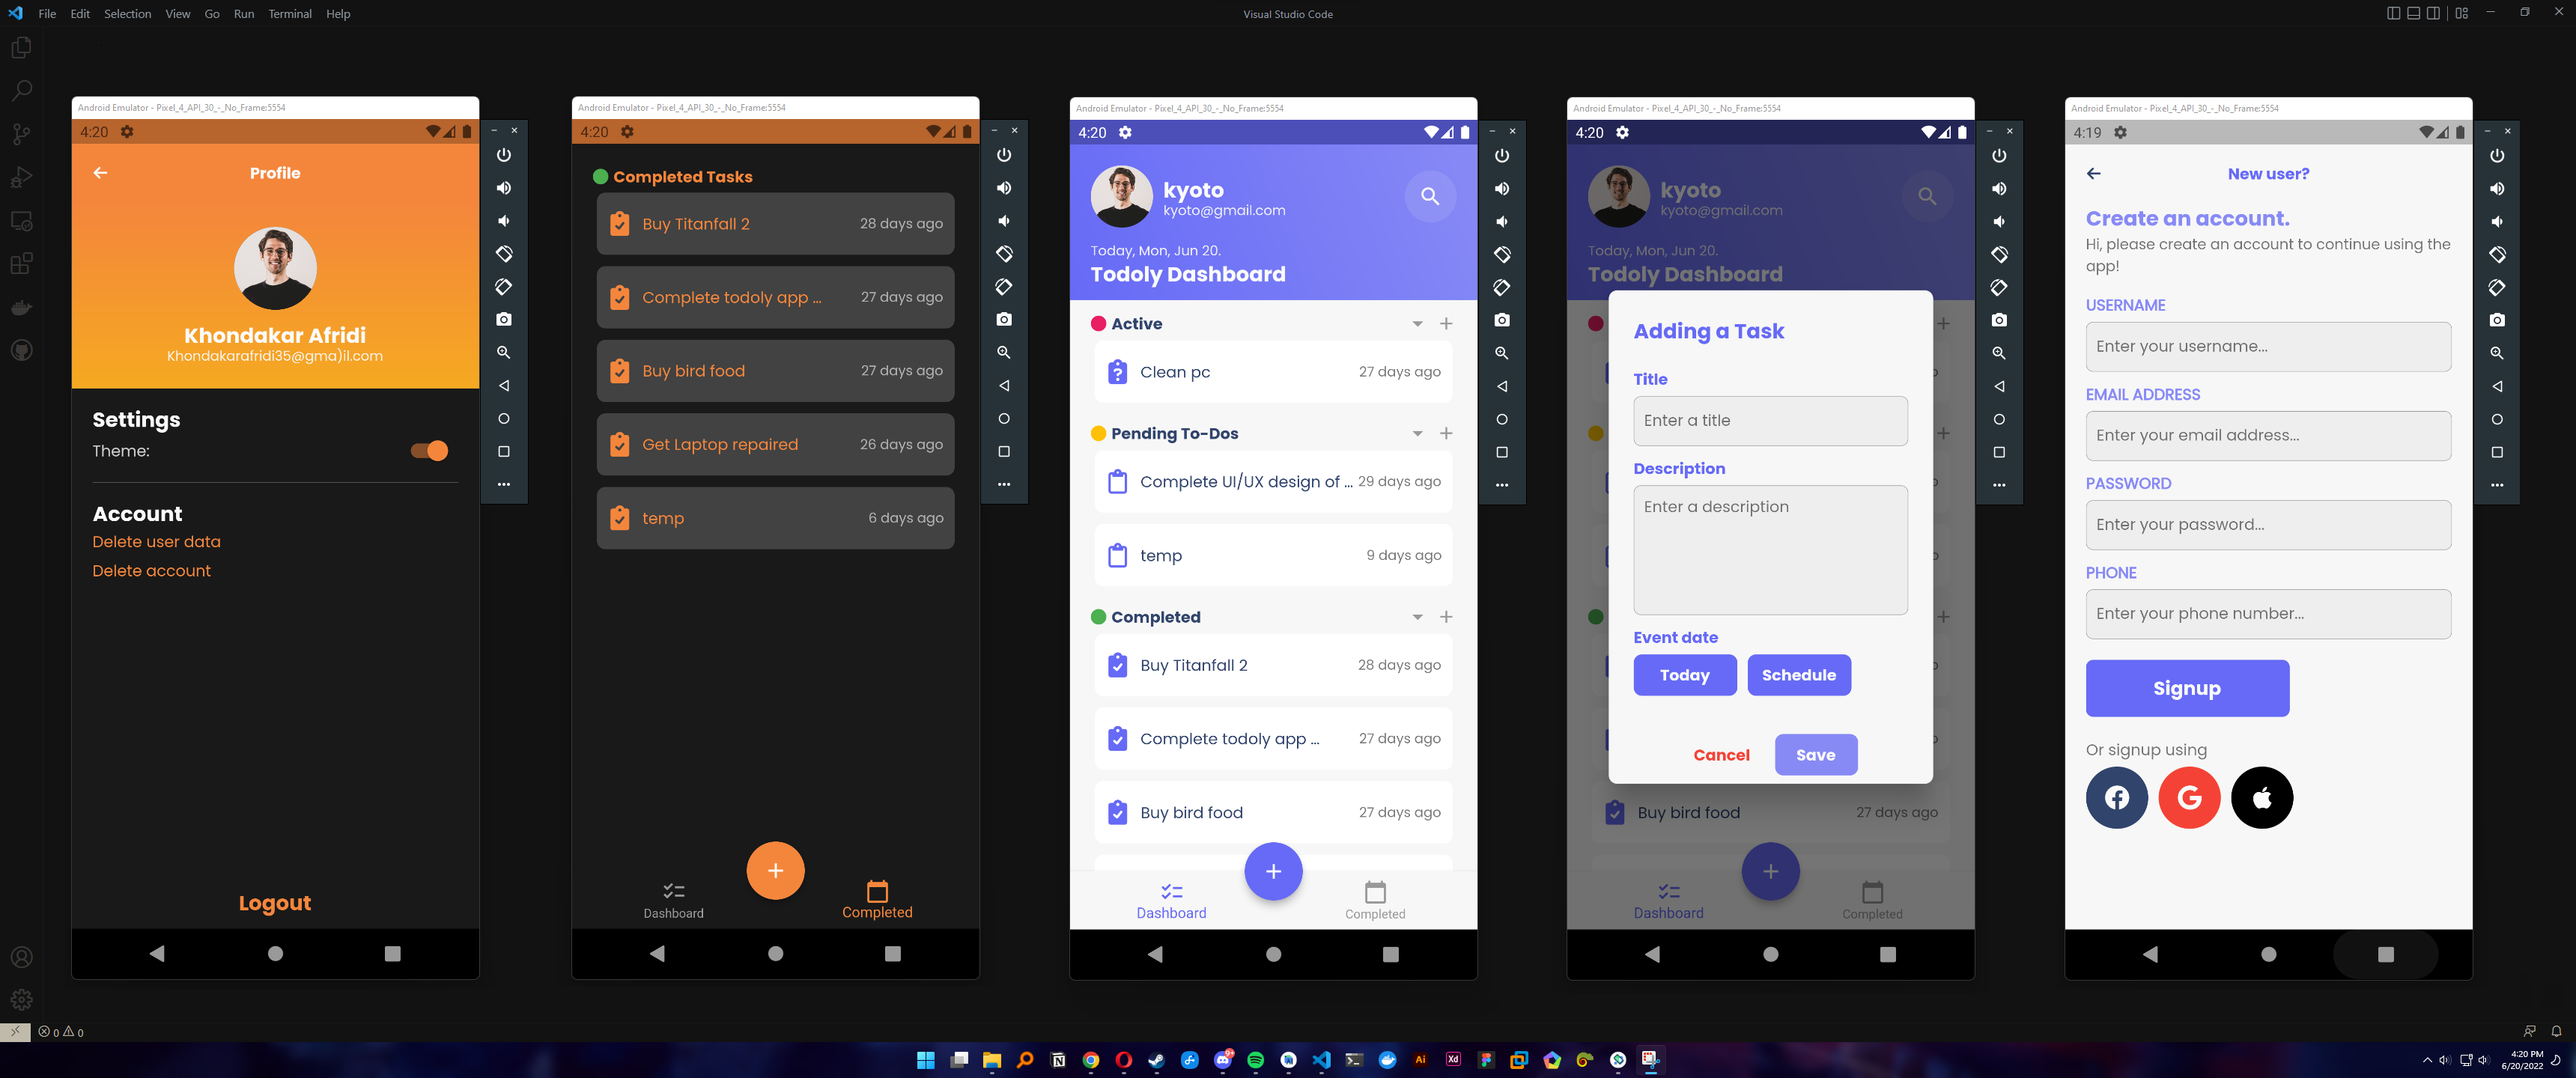 File Edit Selection View Go Run Terminal Help
Visual Studio Code
Android Emulator - Pixel_4_API_30_-_No_Frame:5554
4:20
Profile
Khondakar Afridi
Khondakarafridi35@gma)il.com
Settings
Theme:
Account
Delete user data
Delete account
Logout
Android Emulator - Pixel_4_API_30_-_No_Frame:5554
4:20
Completed Tasks
Buy Titanfall 2 28 days ago
Complete todoly app ... 27 days ago
Buy bird food 27 days ago
Get Laptop repaired 26 days ago
temp 6 days ago
Dashboard
Completed
Android Emulator - Pixel_4_API_30_-_No_Frame:5554
4:20
kyoto
kyoto@gmail.com
Today, Mon, Jun 20.
Todoly Dashboard
Active
Clean pc 27 days ago
Pending To-Dos
Complete UI/UX design of ... 29 days ago
temp 9 days ago
Completed
Buy Titanfall 2 28 days ago
Complete todoly app ... 27 days ago
Buy bird food 27 days ago
Dashboard
Completed
Android Emulator - Pixel_4_API_30_-_No_Frame:5554
4:20
kyoto
kyoto@gmail.com
Today, Mon, Jun 20.
Todoly Dashboard
Adding a Task
Title
Enter a title
Description
Enter a description
Event date
Today Schedule
Cancel Save
Buy bird food 27 days ago
Dashboard
Completed
Android Emulator - Pixel_4_API_30_-_No_Frame:5554
4:19
New user?
Create an account.
Hi, please create an account to continue using the
app!
USERNAME
Enter your username...
EMAIL ADDRESS
Enter your email address...
PASSWORD
Enter your password...
PHONE
Enter your phone number...
Signup
Or signup using
0 0
Ai
Xd
4:20 PM
6/20/2022